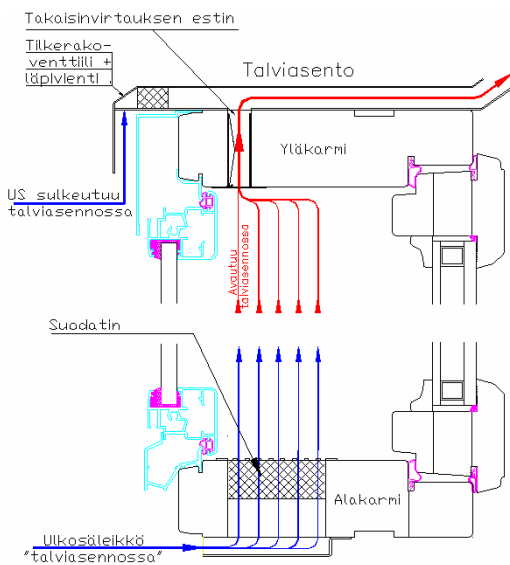 Takaisinvirtauksen estin
Tilkerako-
venttiili +
läpivienti
Talviasento
Yläkarmi
US sulkeutuu
talviasennossa
Avautuu
talviasennossa
Suodatin
Alakarmi
Ulkosäleikkö
"talviasennossa"